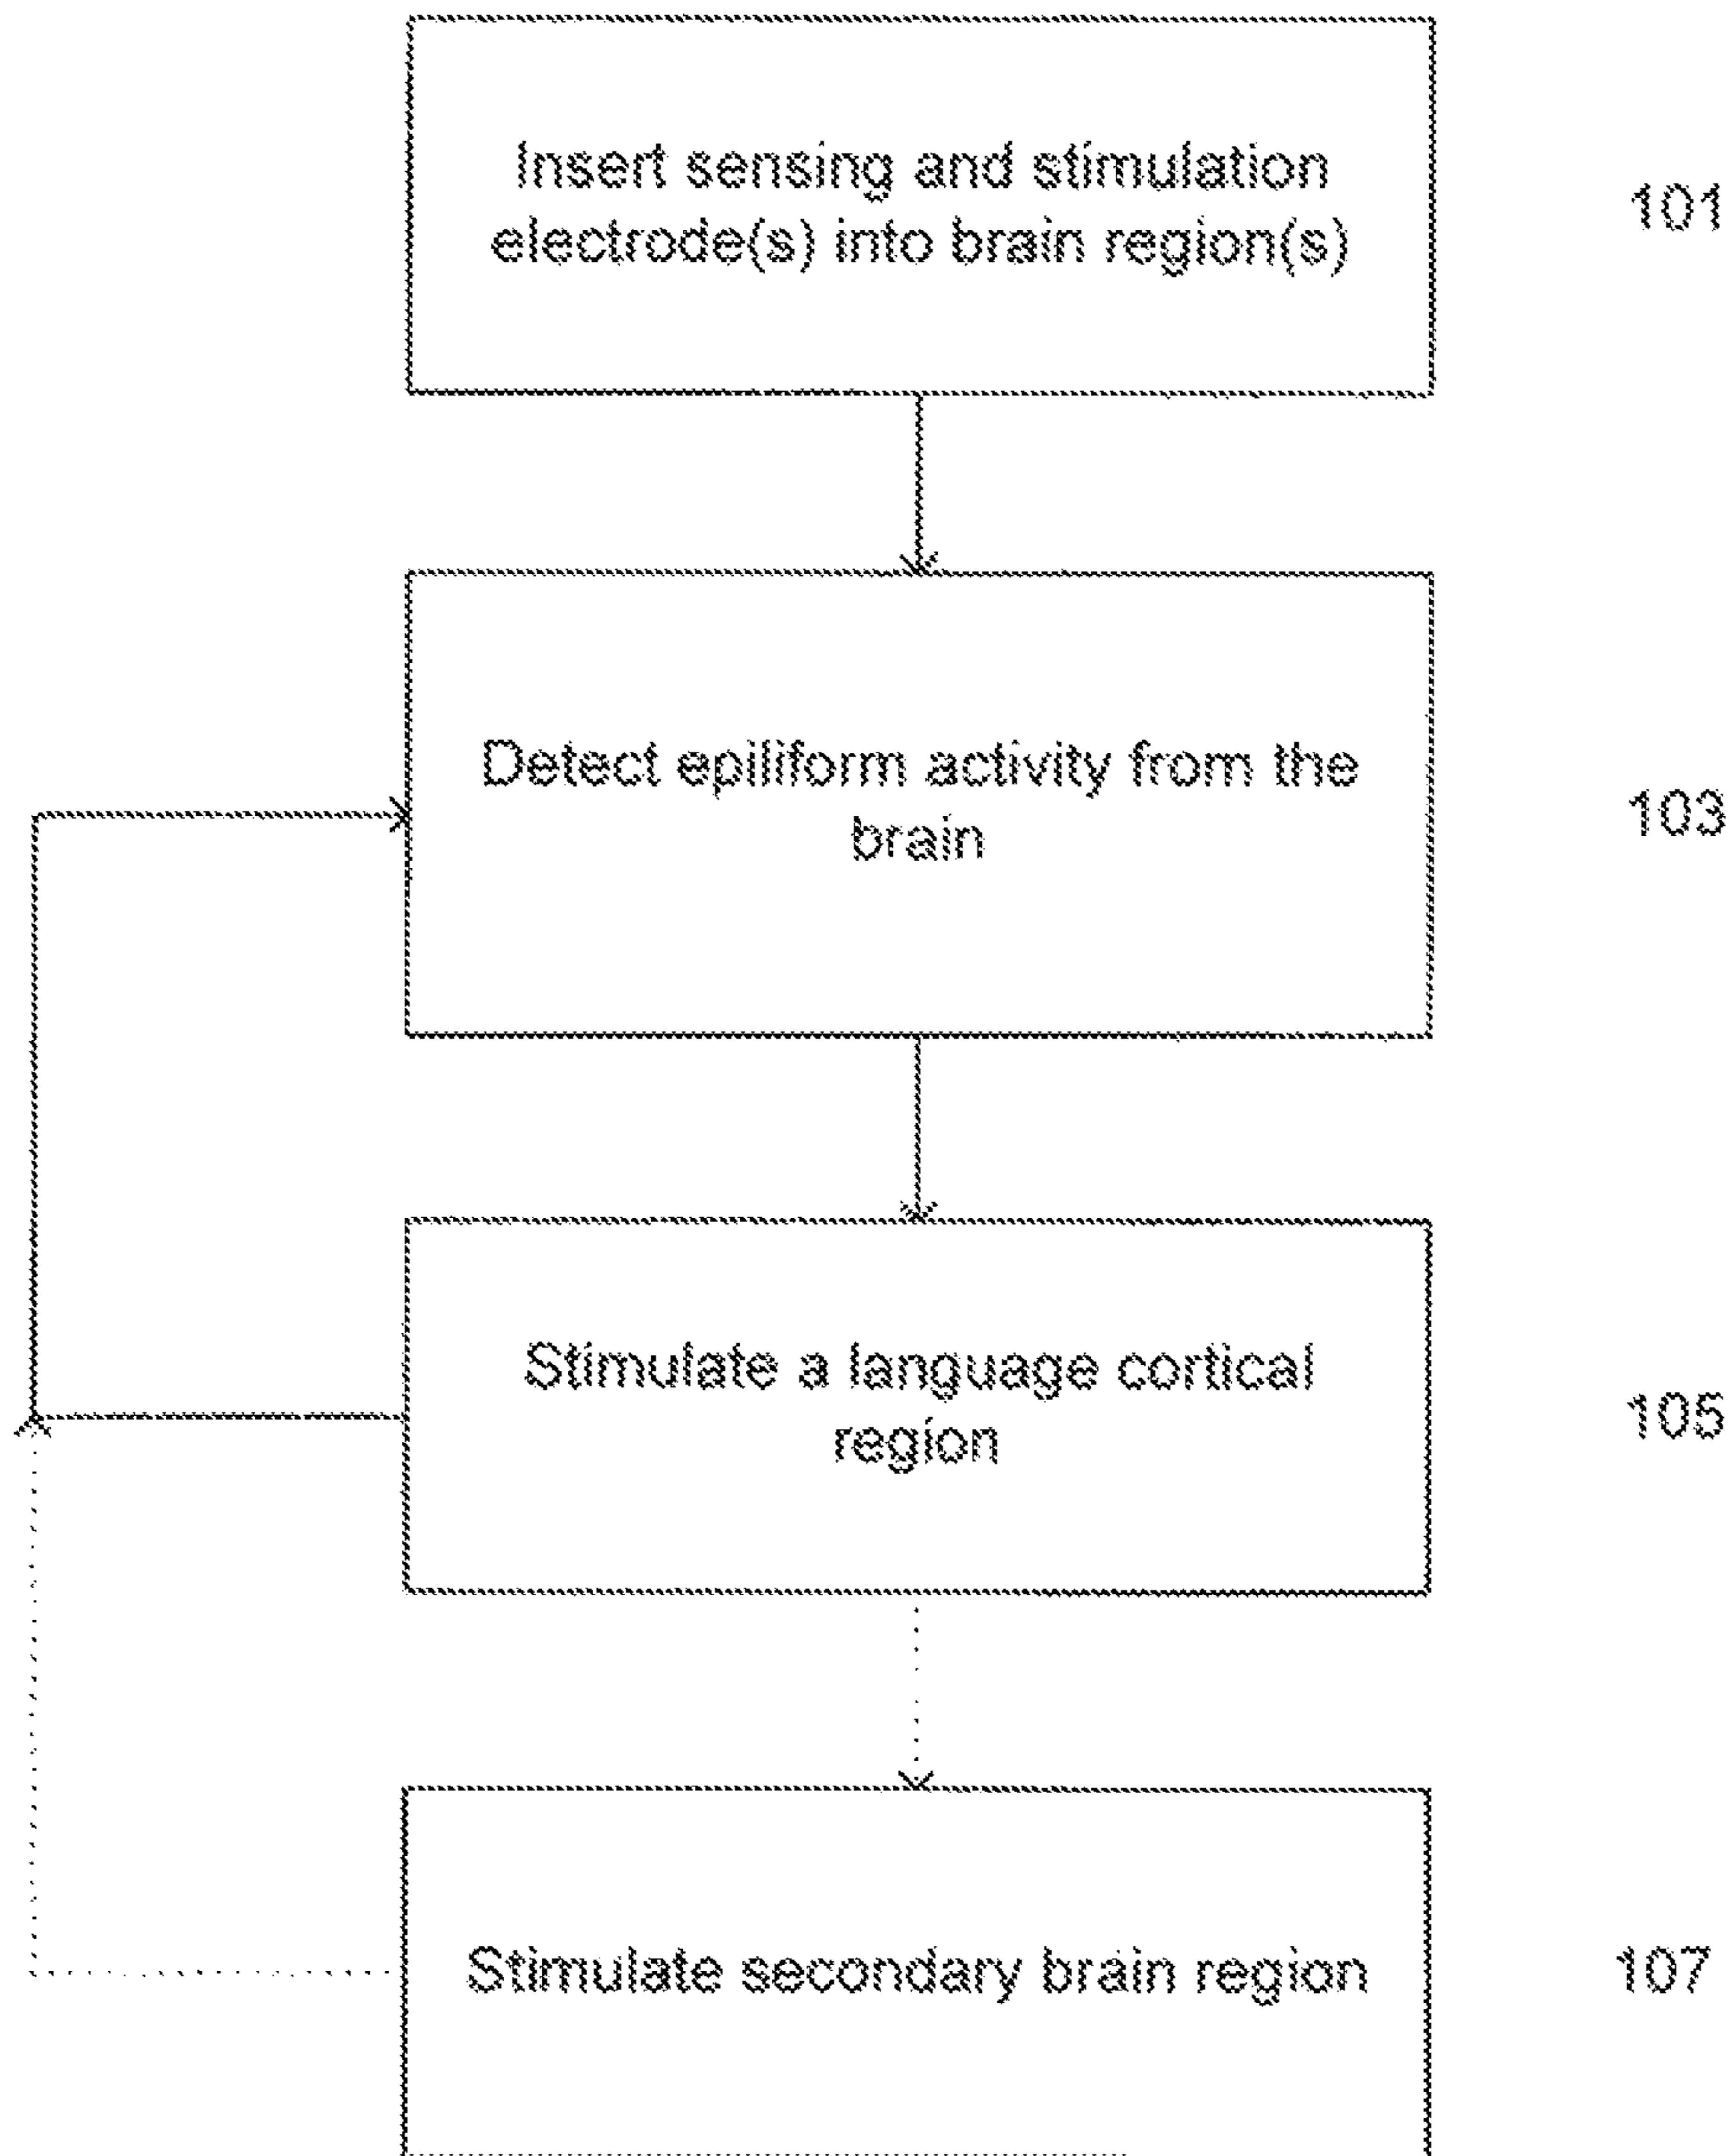 Insert sensing and stimulation
electrode(s) into brain region(s)
101
Detect epiliform activity from the
brain
103
Stimulate a language cortical
region
105
Stimulate secondary brain region
107